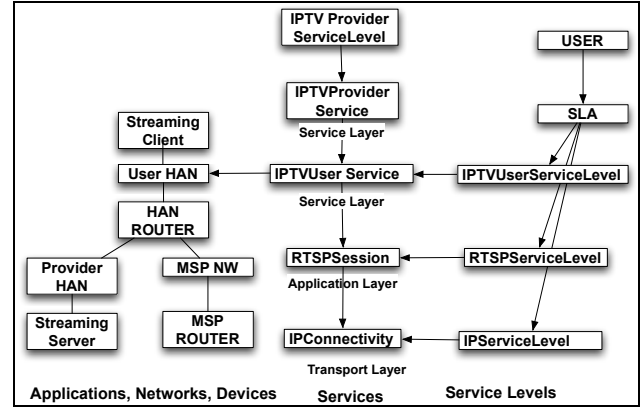 IPTV Provider
ServiceLevel
USER
IPTVProvider
Service
SLA
Streaming
Client
Service Layer
User HAN
IPTVUser Service
IPTVUserServiceLevel
Service Layer
HAN
ROUTER
Provider
HAN
MSP NW
RTSPSession
RTSPServiceLevel
Application Layer
Streaming
Server
MSP
ROUTER
IPConnectivity
IPServiceLevel
Transport Layer
Applications, Networks, Devices
Services
Service Levels